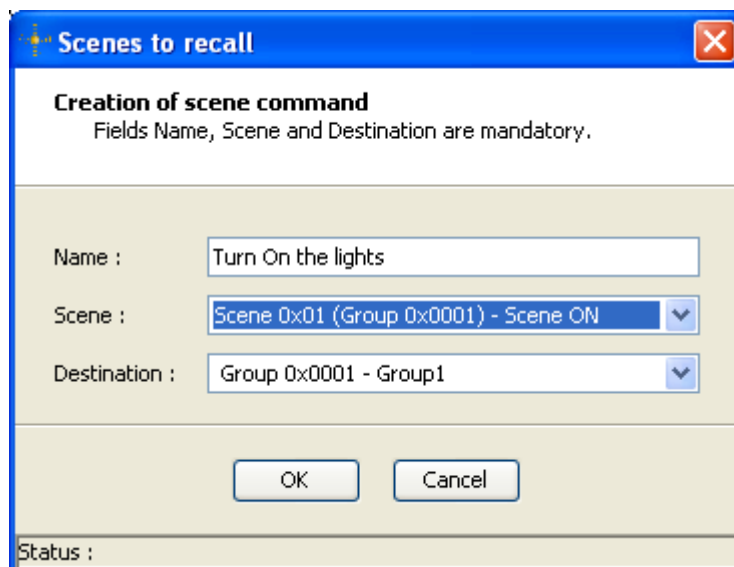 Scenes to recall
Creation of scene command
Fields Name, Scene and Destination are mandatory.
Name : Turn On the lights
Scene : Scene 0x01 (Group 0x0001) - Scene ON
Destination : Group 0x0001 - Group1
OK Cancel
Status :